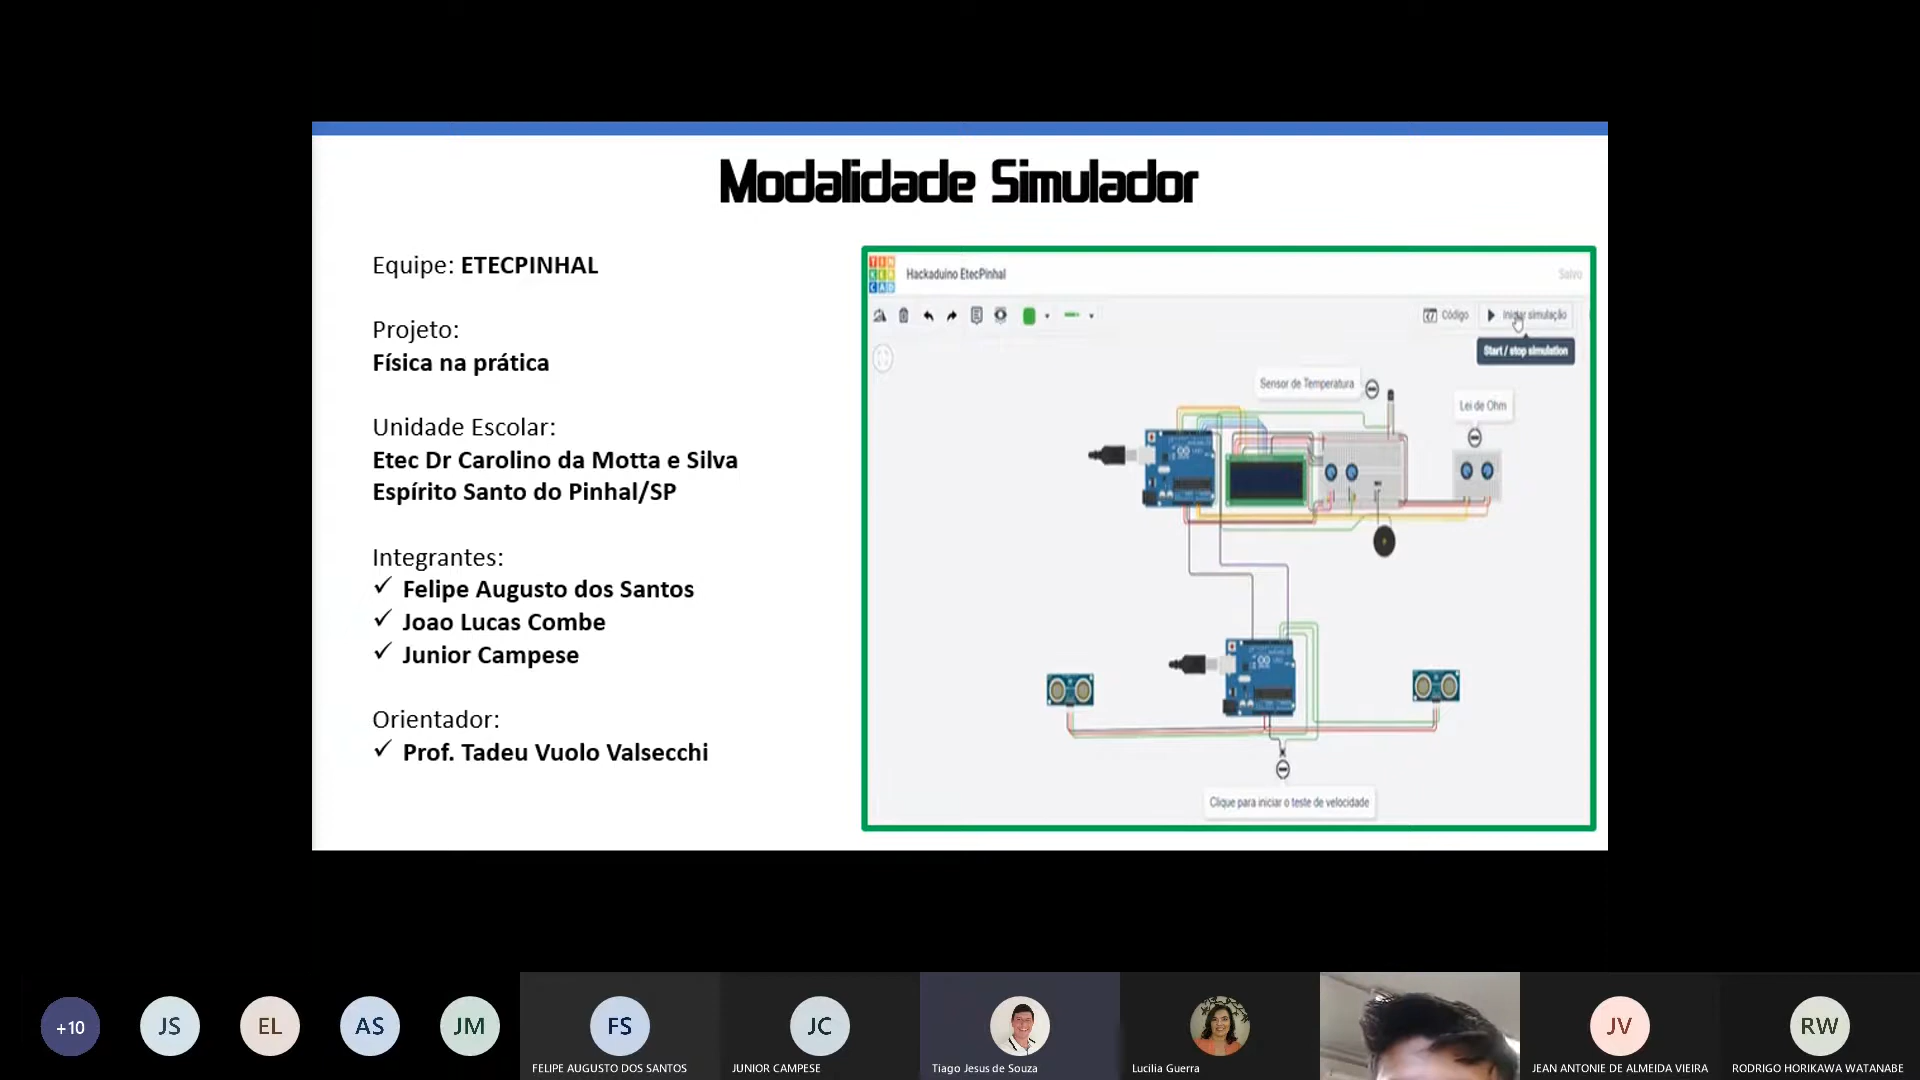 Modalidade Simulador
Equipe: ETECPINHAL
Projeto:
Física na prática
Unidade Escolar:
Etec Dr Carolino da Motta e Silva
Espírito Santo do Pinhal/SP
Integrantes:
✓ Felipe Augusto dos Santos
✓ Joao Lucas Combe
✓ Junior Campese
Orientador:
✓ Prof. Tadeu Vuolo Valsecchi
TIN
KER
CAD
Hackaduino EtecPinhal
Salvo
Código
Iniciar simulação
Start / stop simulation
Sensor de Temperatura
Lei de Ohm
Clique para iniciar o teste de velocidade
+10
JS
EL
AS
JM
FS
JC
JV
RW
FELIPE AUGUSTO DOS SANTOS
JUNIOR CAMPESE
Tiago Jesus de Souza
Lucilia Guerra
JEAN ANTONIE DE ALMEIDA VIEIRA
RODRIGO HORIKAWA WATANABE